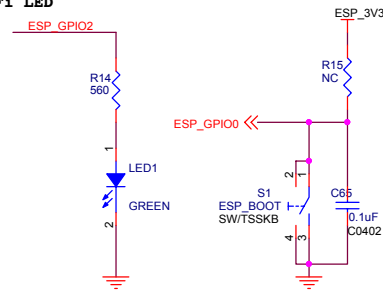 LED
ESP_GPIO2
ESP_3V3
R14
560
R15
NC
ESP_GPIO0
1
LED1
GREEN
2
2
1
S1
ESP_BOOT
SW/TSSKB
4
3
C65
0.1uF
C0402